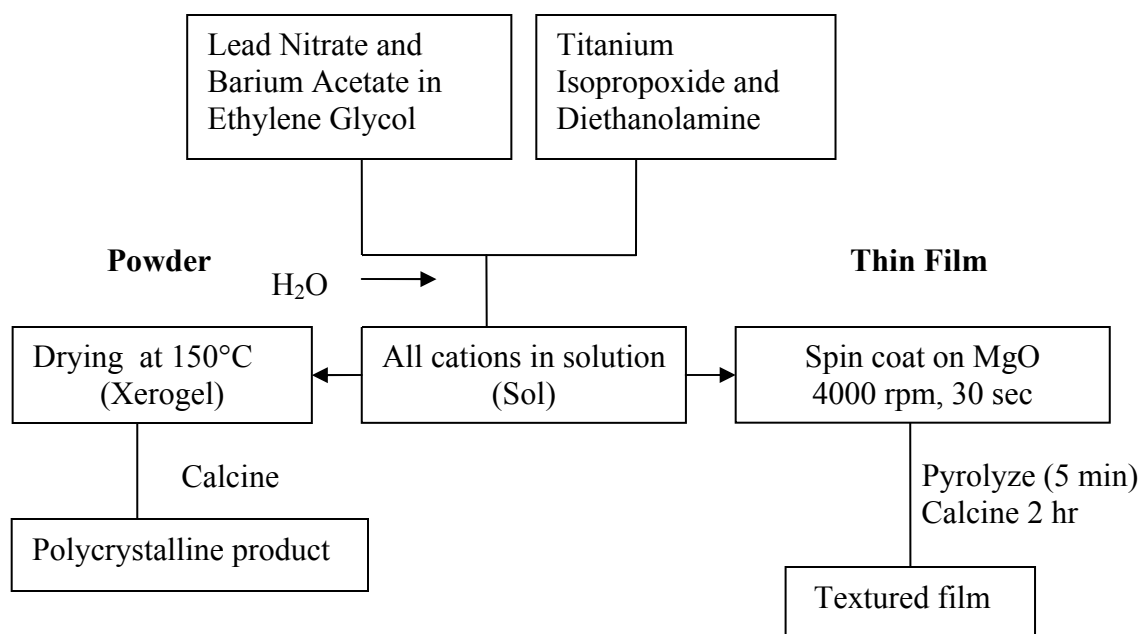 Lead Nitrate and
Barium Acetate in
Ethylene Glycol
Titanium
Isopropoxide and
Diethanolamine
Powder
Thin Film
H₂O
Drying at 150°C
(Xerogel)
All cations in solution
(Sol)
Spin coat on MgO
4000 rpm, 30 sec
Calcine
Pyrolyze (5 min)
Calcine 2 hr
Polycrystalline product
Textured film